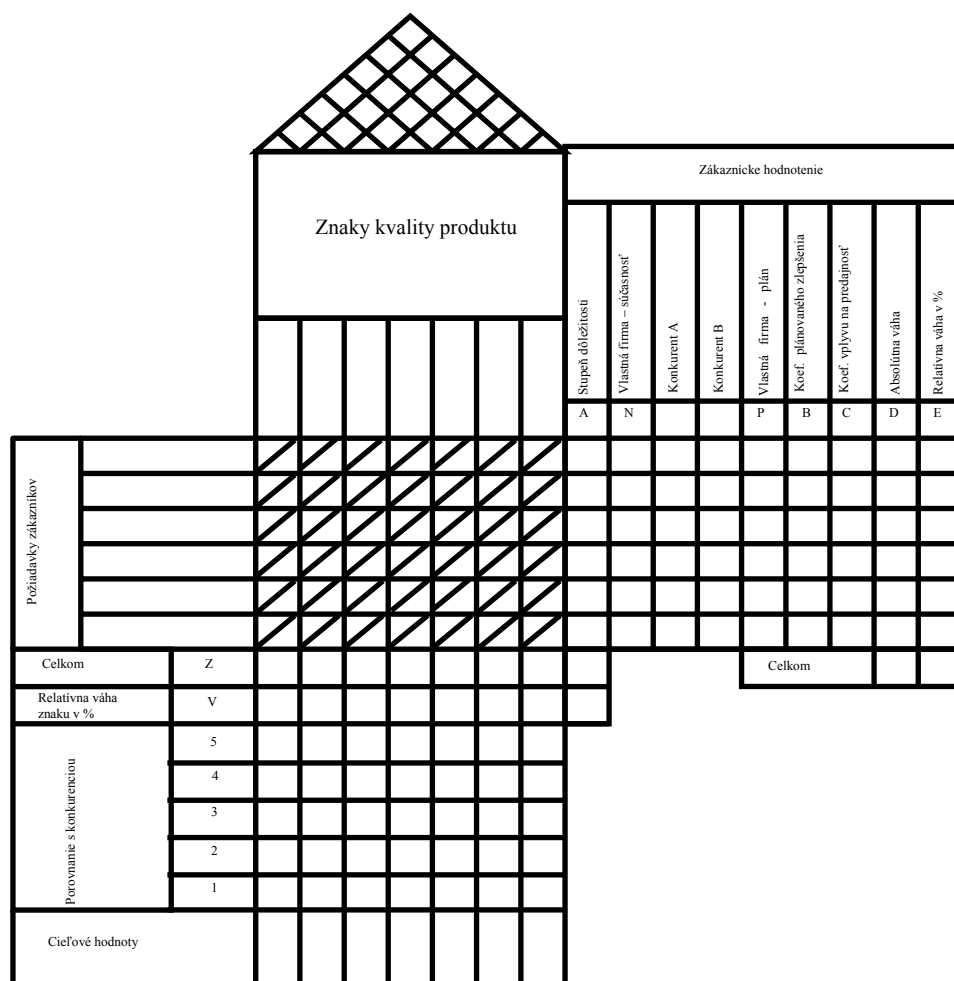 Zákaznícke hodnotenie
Znaky kvality produktu
Stupeň dôležitosti
Vlastná firma – súčasnosť
Konkurent A
Konkurent B
Vlastná firma - plán
Koef. plánovaného zlepšenia
Koef. vplyvu na predajnosť
Absolútna váha
Relatívna váha v %
A N P B C D E
Požiadavky zákazníkov
Celkom Z Celkom
Relatívna váha
znaku v %
V
Porovnanie s konkurenciou
5
4
3
2
1
Cieľové hodnoty